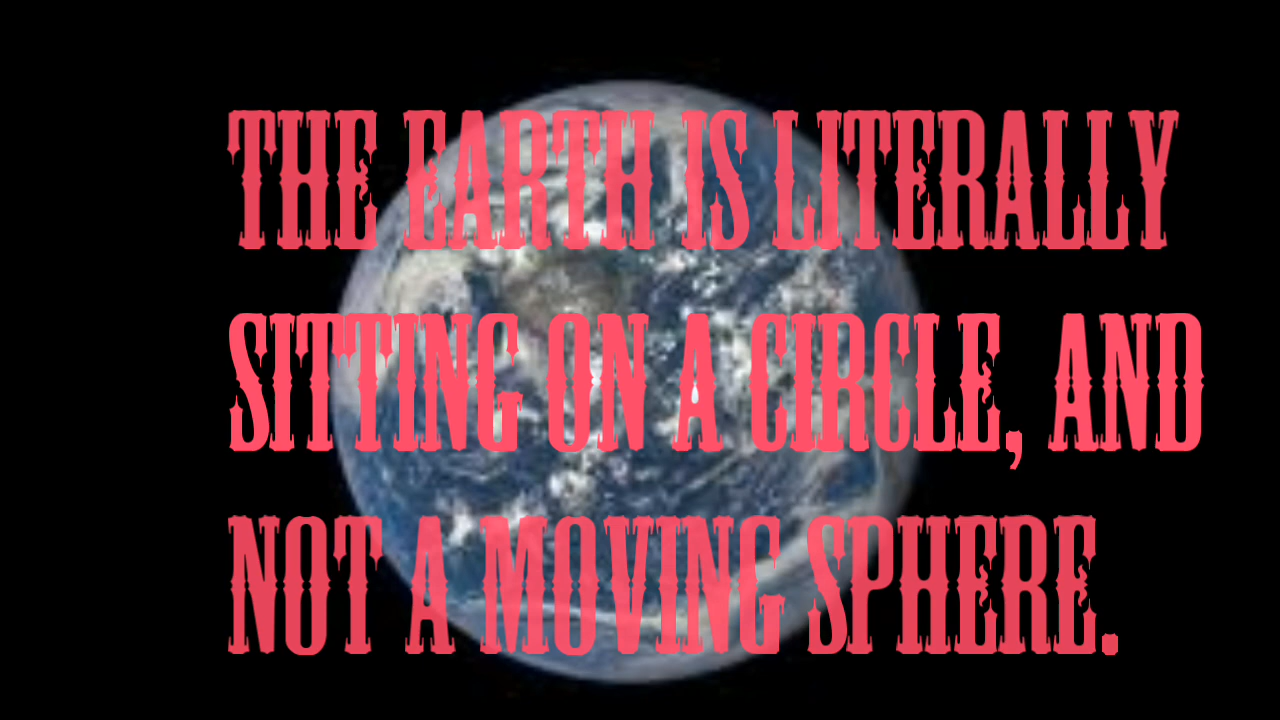 THE EARTH IS LITERALLY
SITTING ON A CIRCLE, AND
NOT A MOVING SPHERE.